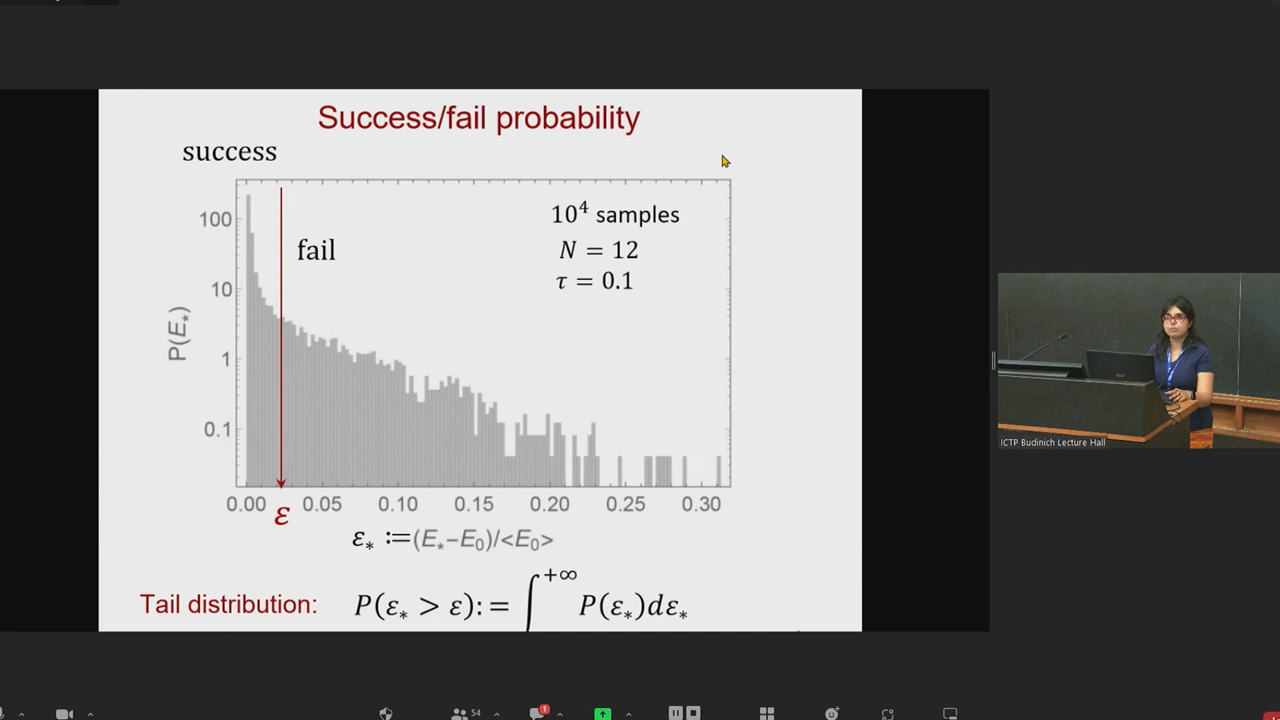 Success/fail probability
success
fail
10⁴ samples
N = 12
τ = 0.1
100
10
1
0.1
P(E*)
0.00 0.05 0.10 0.15 0.20 0.25 0.30
ε
ε* :=(E*−E₀)/<E₀>
Tail distribution: P(ε* > ε): = ∫ +∞ P(ε*)dε*
ICTP Budinich Lecture Hall
54
1